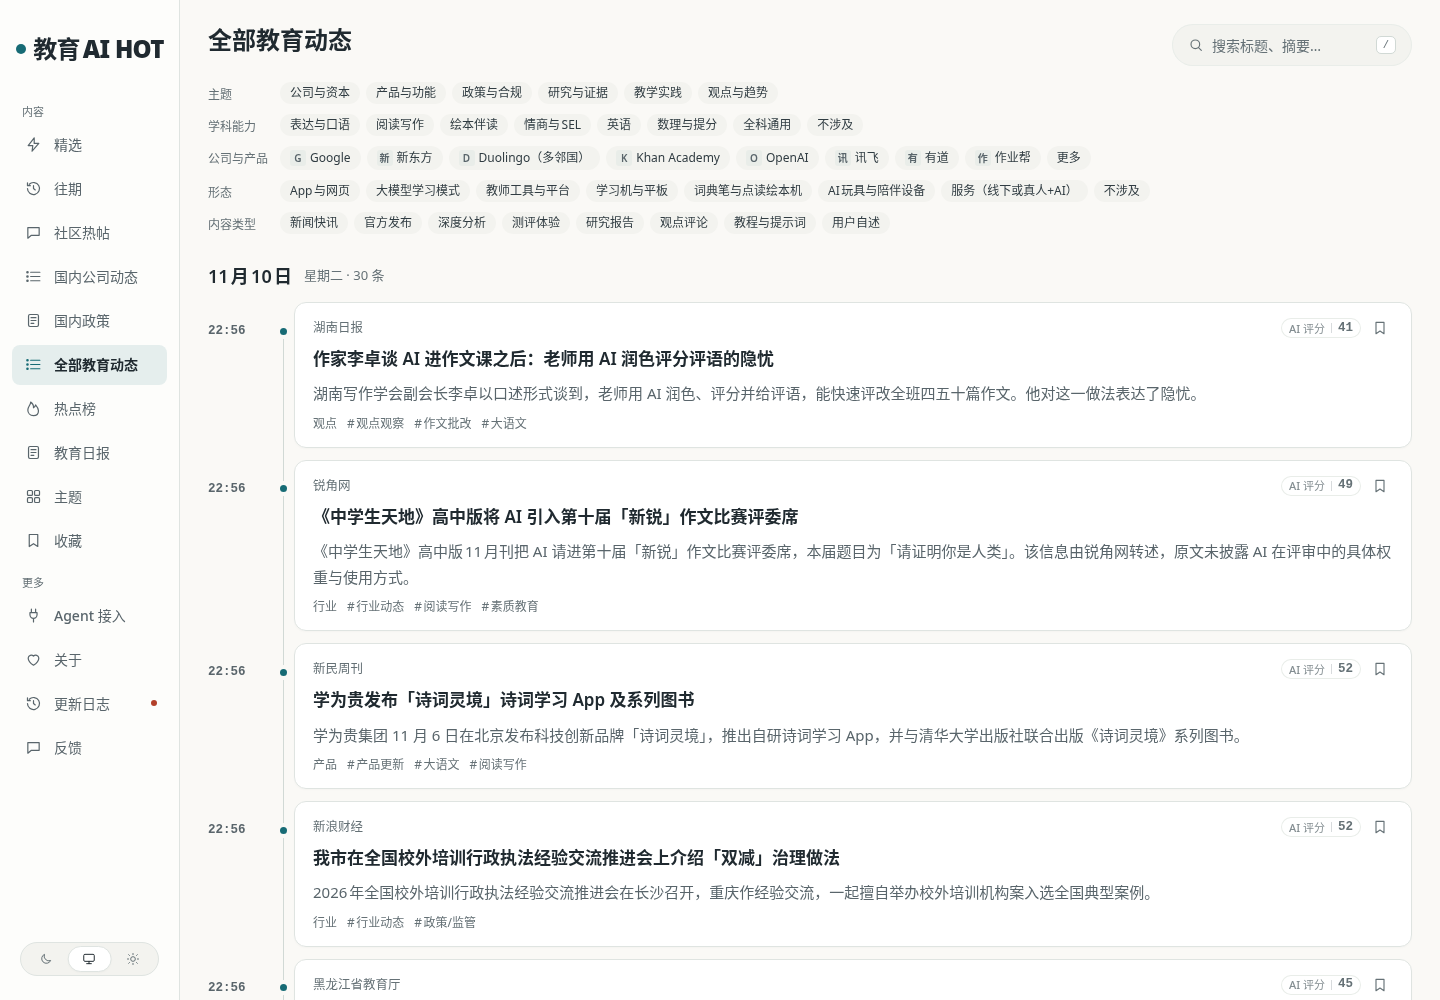 教育 AI HOT
内容
精选
往期
社区热帖
国内公司动态
国内政策
全部教育动态
热点榜
教育日报
主题
收藏
更多
Agent 接入
关于
更新日志
反馈
全部教育动态
搜索标题、摘要… /
主题 公司与资本 产品与功能 政策与合规 研究与证据 教学实践 观点与趋势
学科能力 表达与口语 阅读写作 绘本伴读 情商与 SEL 英语 数理与提分 全科通用 不涉及
公司与产品 G Google 新 新东方 D Duolingo（多邻国） K Khan Academy O OpenAI 讯 讯飞 有 有道 作 作业帮 更多
形态 App 与网页 大模型学习模式 教师工具与平台 学习机与平板 词典笔与点读绘本机 AI 玩具与陪伴设备 服务（线下或真人+AI） 不涉及
内容类型 新闻快讯 官方发布 深度分析 测评体验 研究报告 观点评论 教程与提示词 用户自述
11 月 10 日 星期二 · 30 条
22:56 湖南日报 AI 评分 41
作家李卓谈 AI 进作文课之后：老师用 AI 润色评分评语的隐忧
湖南写作学会副会长李卓以口述形式谈到，老师用 AI 润色、评分并给评语，能快速评改全班四五十篇作文。他对这一做法表达了隐忧。
观点 #观点观察 #作文批改 #大语文
22:56 锐角网 AI 评分 49
《中学生天地》高中版将 AI 引入第十届「新锐」作文比赛评委席
《中学生天地》高中版 11 月刊把 AI 请进第十届「新锐」作文比赛评委席，本届题目为「请证明你是人类」。该信息由锐角网转述，原文未披露 AI 在评审中的具体权
重与使用方式。
行业 #行业动态 #阅读写作 #素质教育
22:56 新民周刊 AI 评分 52
学为贵发布「诗词灵境」诗词学习 App 及系列图书
学为贵集团 11 月 6 日在北京发布科技创新品牌「诗词灵境」，推出自研诗词学习 App，并与清华大学出版社联合出版《诗词灵境》系列图书。
产品 #产品更新 #大语文 #阅读写作
22:56 新浪财经 AI 评分 52
我市在全国校外培训行政执法经验交流推进会上介绍「双减」治理做法
2026 年全国校外培训行政执法经验交流推进会在长沙召开，重庆作经验交流，一起擅自举办校外培训机构案入选全国典型案例。
行业 #行业动态 #政策/监管
22:56 黑龙江省教育厅 AI 评分 45